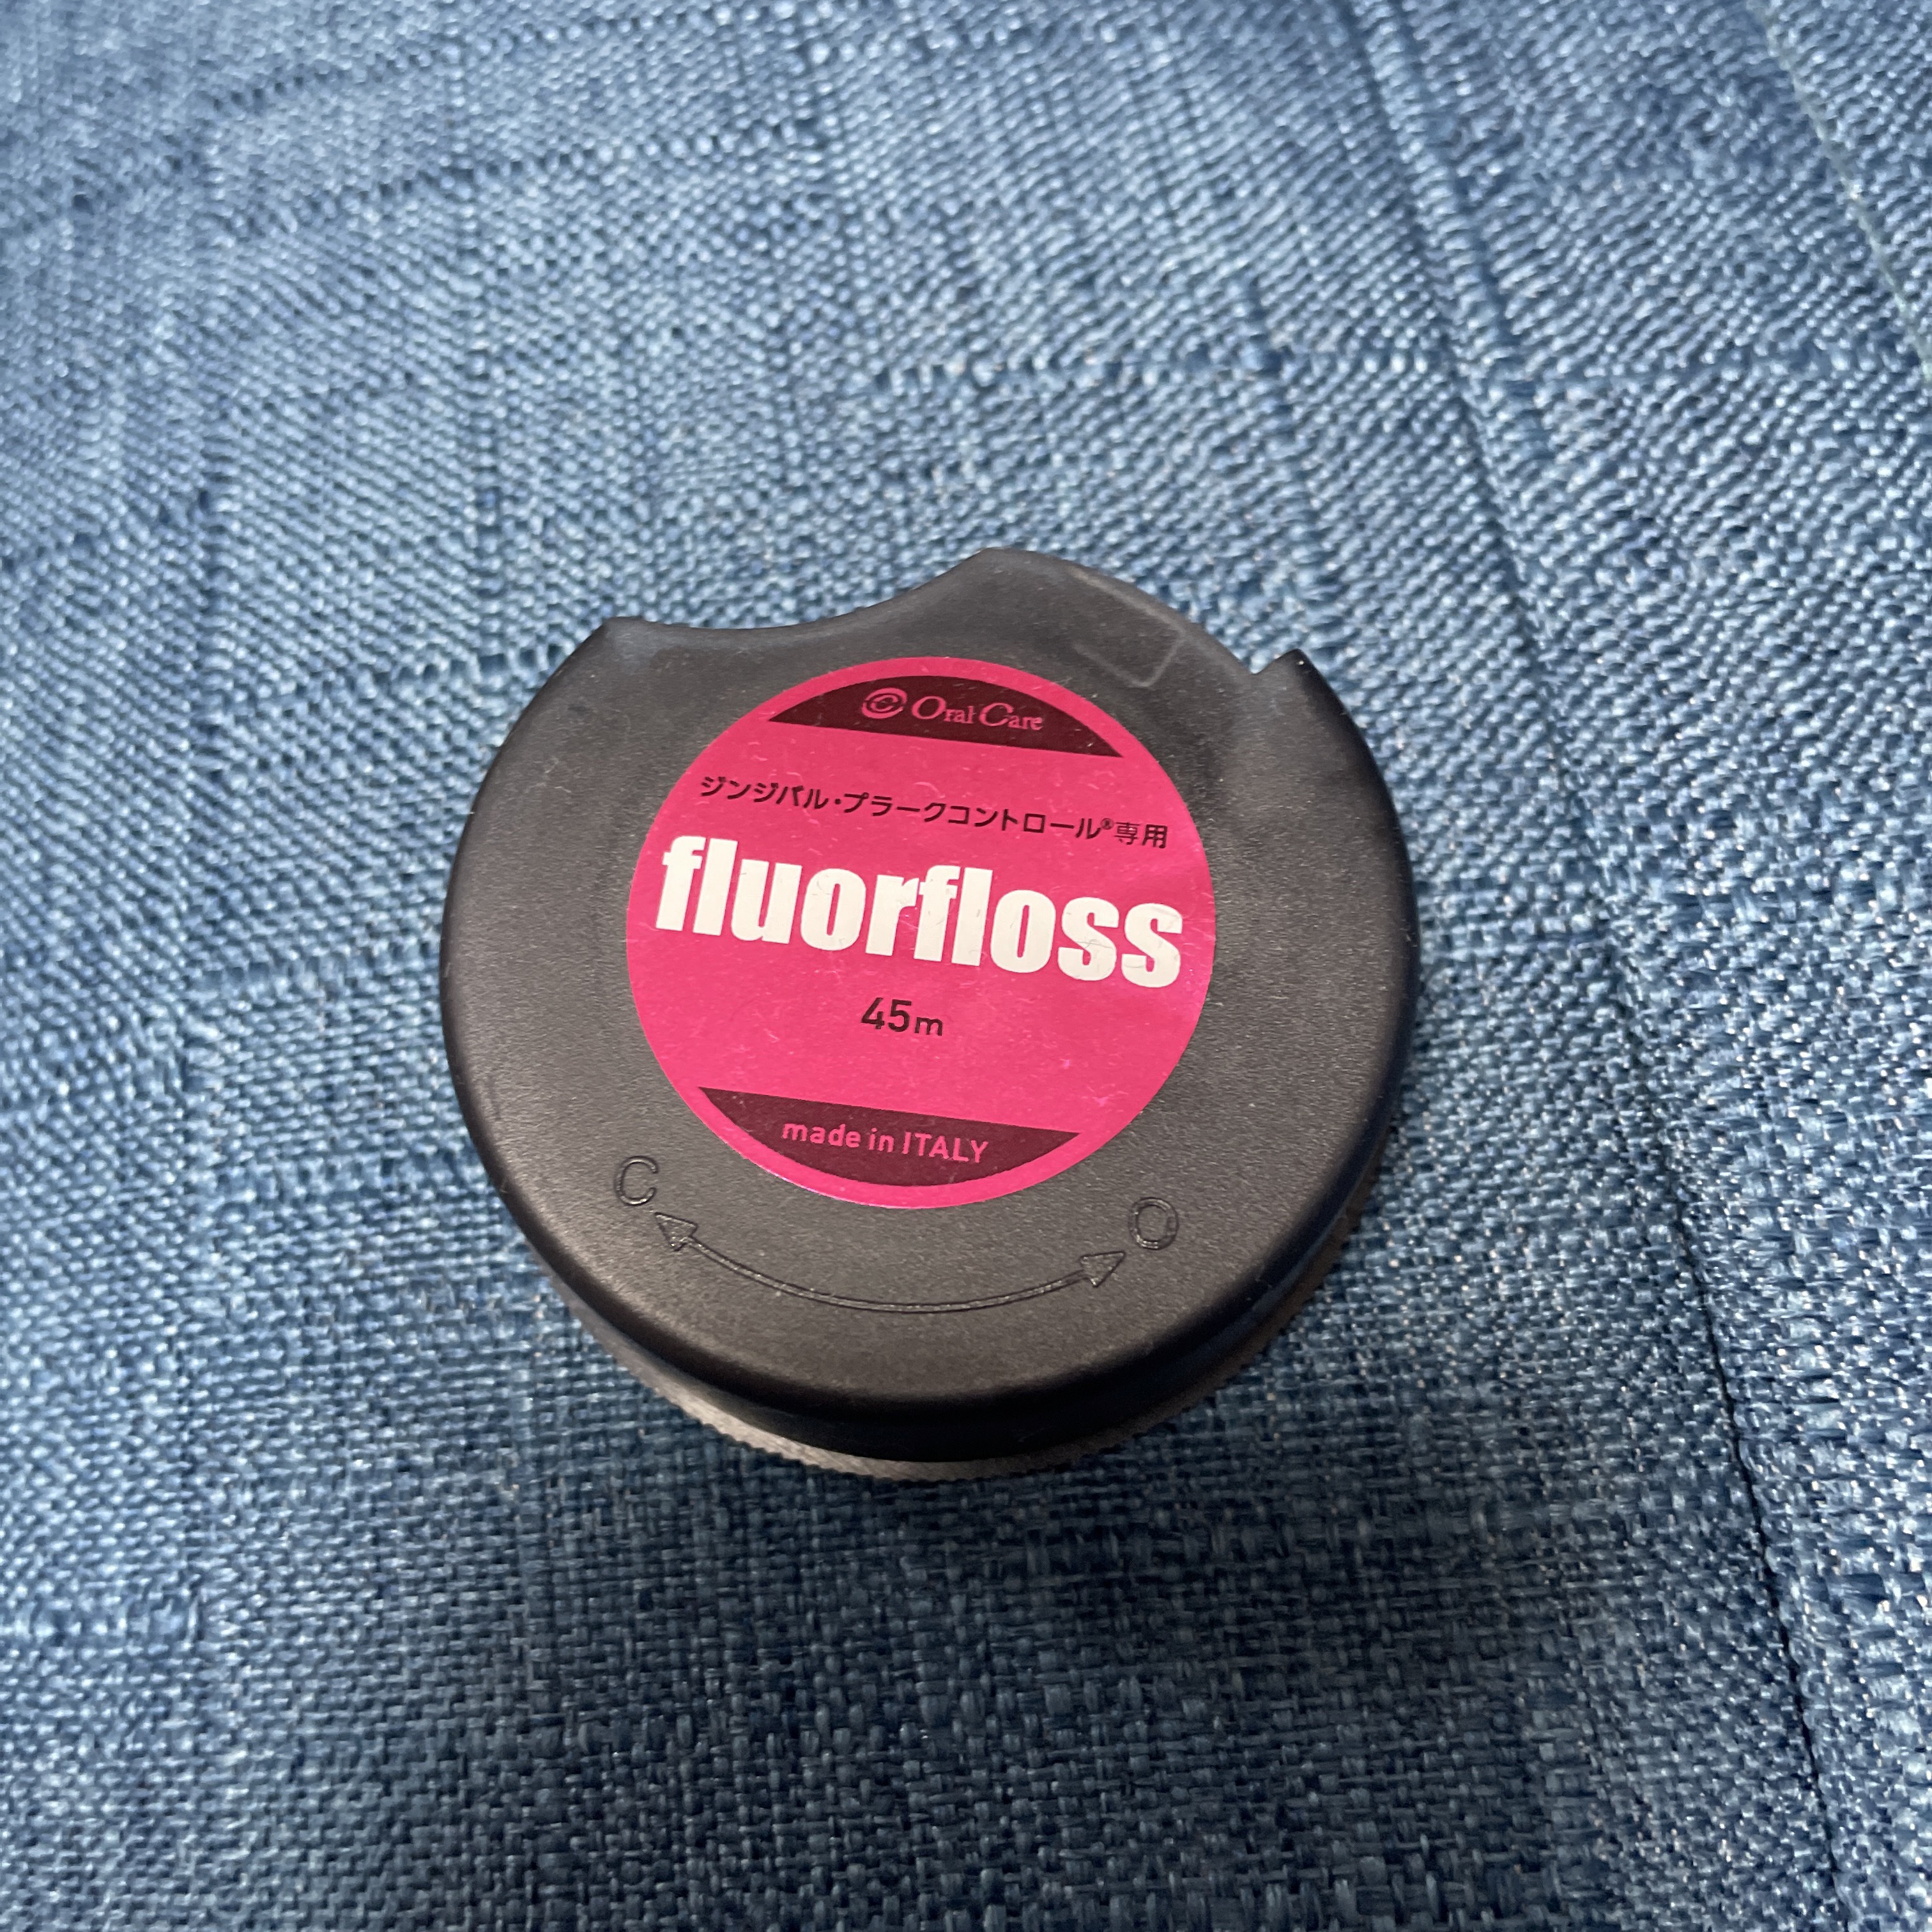 Oral Care
ジンジバル・プラークコントロール®専用
fluorfloss
45m
made in ITALY
C O